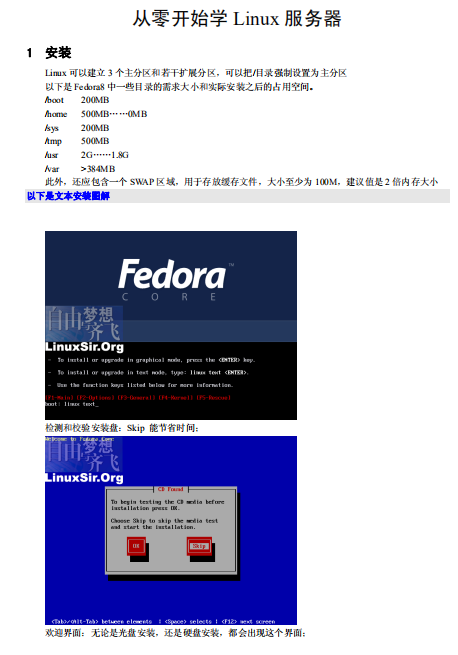 从零开始学 Linux 服务器
1 安装
Linux 可以建立 3 个主分区和若干扩展分区，可以把/目录强制设置为主分区
以下是 Fedora8 中一些目录的需求大小和实际安装之后的占用空间。
/boot 200MB
/home 500MB……0MB
/sys 200MB
/tmp 500MB
/usr 2G……1.8G
/var >384MB
此外，还应包含一个 SWAP 区域，用于存放缓存文件，大小至少为 100M，建议值是 2 倍内存大小
以下是文本安装图解
Fedora™
CORE
自由梦想
齐飞
LinuxSir.Org
- To install or upgrade in graphical mode, press the <ENTER> key.
- To install or upgrade in text mode, type: linux text <ENTER>.
- Use the function keys listed below for more information.
[F1-Main] [F2-Options] [F3-General] [F4-Kernel] [F5-Rescue]
boot: linux text_
检测和校验安装盘：Skip 能节省时间；
Welcome to Fedora Core
自由梦想
齐飞
LinuxSir.Org
CD Found
To begin testing the CD media before
installation press OK.
Choose Skip to skip the media test
and start the installation.
OK Skip
<Tab>/<Alt-Tab> between elements | <Space> selects | <F12> next screen
欢迎界面：无论是光盘安装，还是硬盘安装，都会出现这个界面；